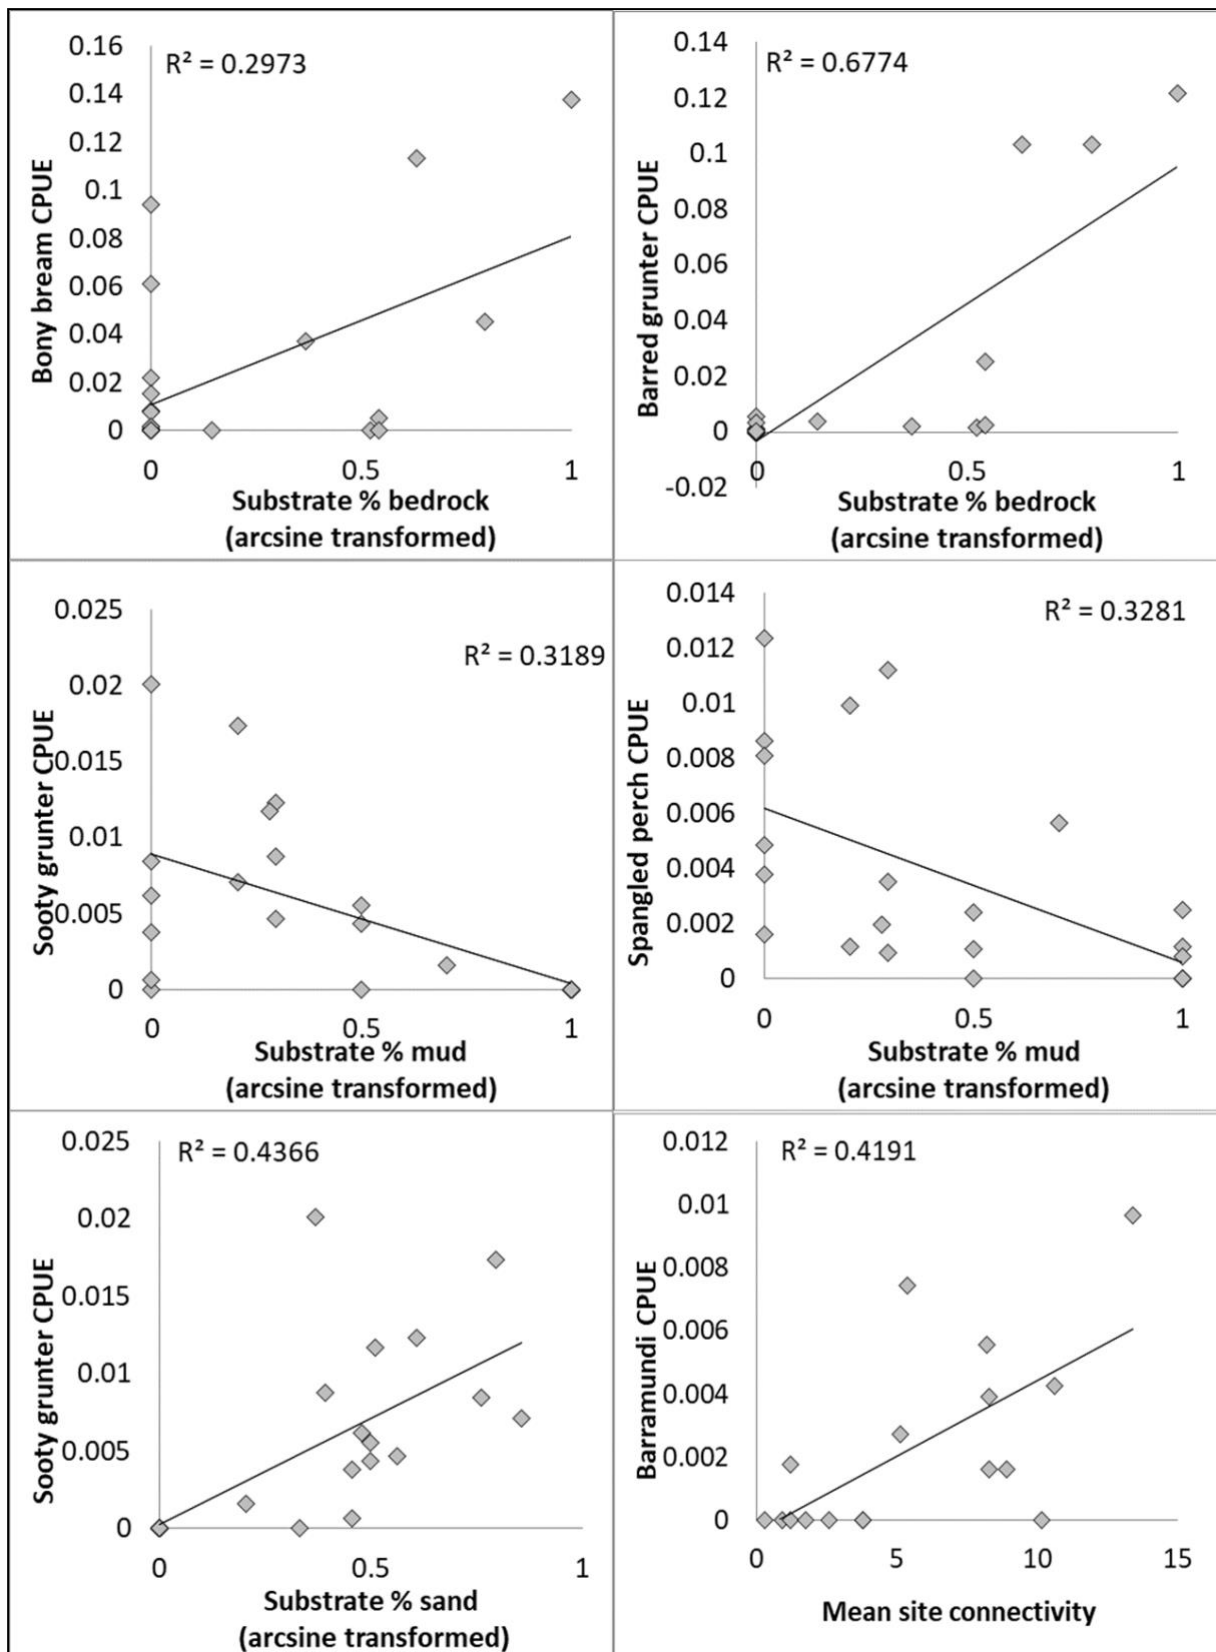 R² = 0.2973
0.16
0.14
0.12
0.1
0.08
0.06
0.04
0.02
0
Bony bream CPUE
0 0.5 1
Substrate % bedrock
(arcsine transformed)
R² = 0.6774
0.14
0.12
0.1
0.08
0.06
0.04
0.02
0
-0.02
Barred grunter CPUE
0 0.5 1
Substrate % bedrock
(arcsine transformed)
R² = 0.3189
0.025
0.02
0.015
0.01
0.005
0
Sooty grunter CPUE
0 0.5 1
Substrate % mud
(arcsine transformed)
R² = 0.3281
0.014
0.012
0.01
0.008
0.006
0.004
0.002
0
Spangled perch CPUE
0 0.5 1
Substrate % mud
(arcsine transformed)
R² = 0.4366
0.025
0.02
0.015
0.01
0.005
0
Sooty grunter CPUE
0 0.5 1
Substrate % sand
(arcsine transformed)
R² = 0.4191
0.012
0.01
0.008
0.006
0.004
0.002
0
Barramundi CPUE
0 5 10 15
Mean site connectivity